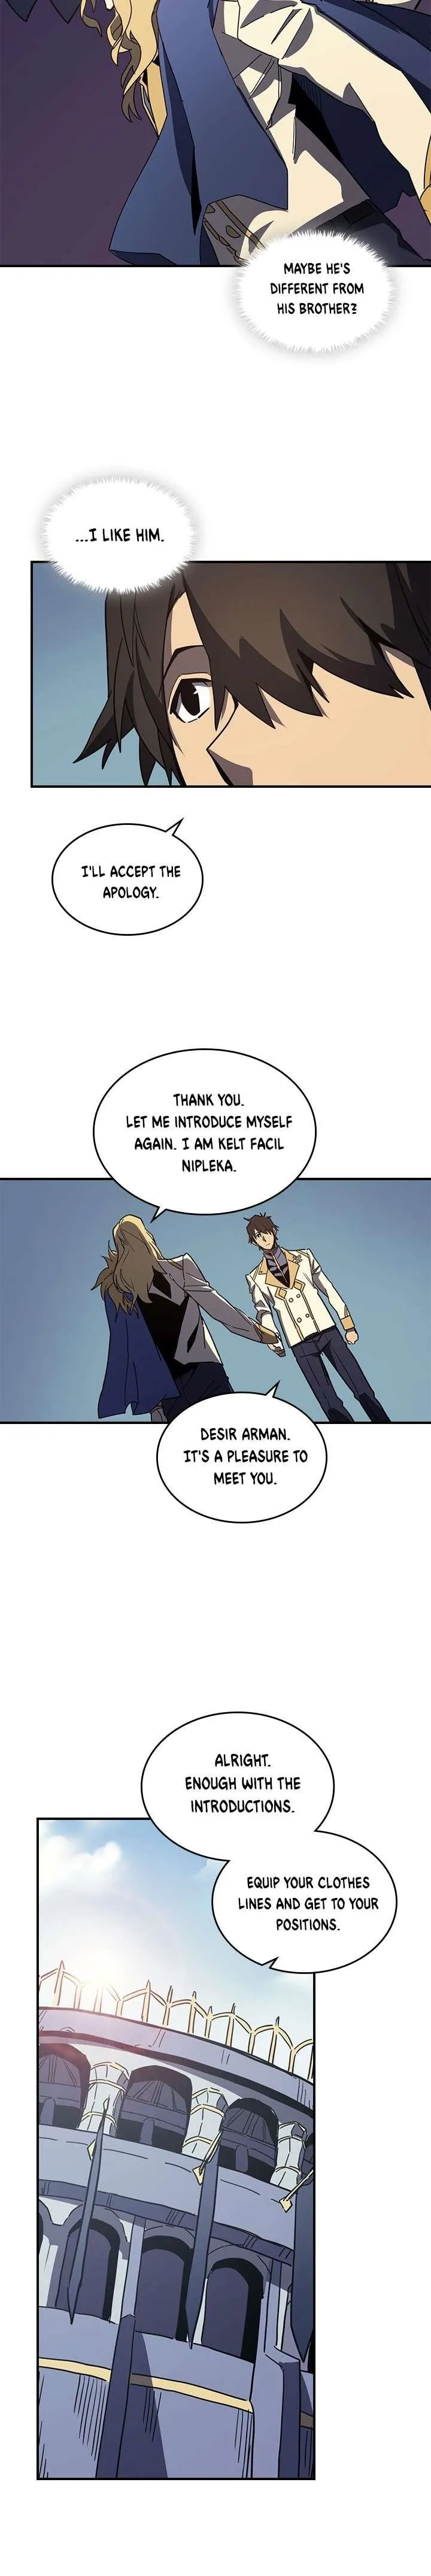 MAYBE HE'S
DIFFERENT FROM
HIS BROTHER?
...I LIKE HIM.
I'LL ACCEPT THE
APOLOGY.
THANK YOU.
LET ME INTRODUCE MYSELF
AGAIN. I AM KELT FACIL
NIPLEKA.
DESIR ARMAN.
IT'S A PLEASURE TO
MEET YOU.
ALRIGHT.
ENOUGH WITH THE
INTRODUCTIONS.
EQUIP YOUR CLOTHES
LINES AND GET TO YOUR
POSITIONS.